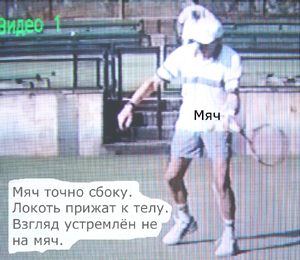 Видео 1
Мяч
Мяч точно сбоку.
Локоть прижат к телу.
Взгляд устремлён не
на мяч.